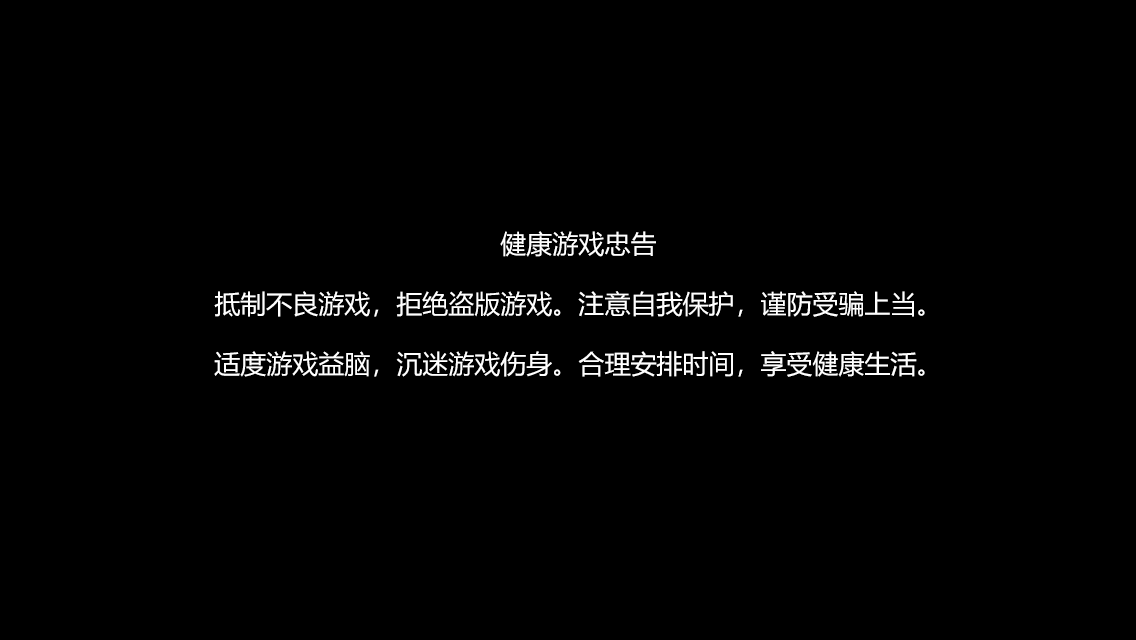 健康游戏忠告
抵制不良游戏，拒绝盗版游戏。注意自我保护，谨防受骗上当。
适度游戏益脑，沉迷游戏伤身。合理安排时间，享受健康生活。